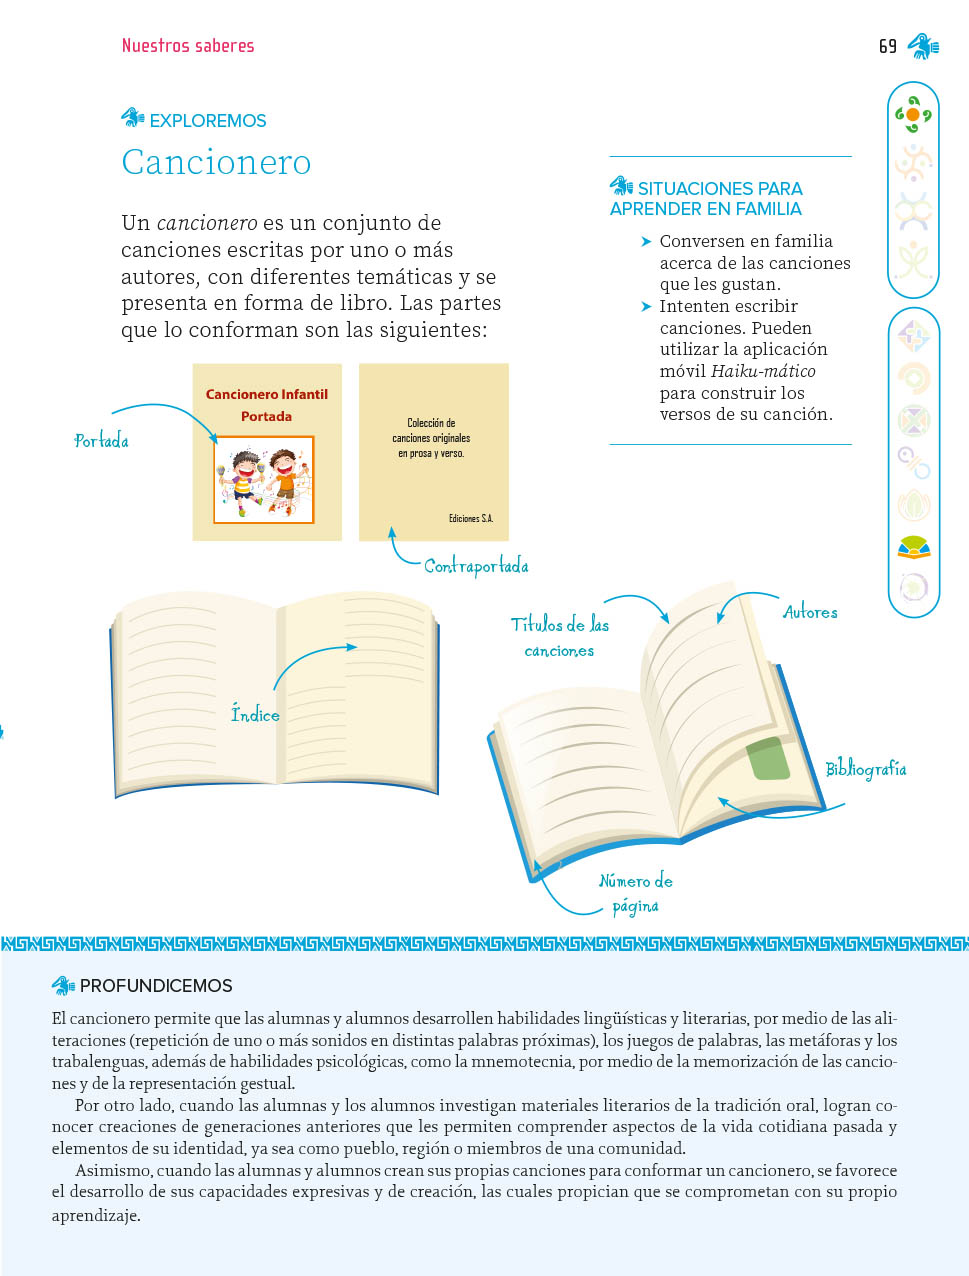 Nuestros saberes
69
EXPLOREMOS
Cancionero
Un cancionero es un conjunto de
canciones escritas por uno o más
autores, con diferentes temáticas y se
presenta en forma de libro. Las partes
que lo conforman son las siguientes:
SITUACIONES PARA
APRENDER EN FAMILIA
Conversen en familia
acerca de las canciones
que les gustan.
Intenten escribir
canciones. Pueden
utilizar la aplicación
móvil Haiku-mático
para construir los
versos de su canción.
Portada
Cancionero Infantil
Portada
Colección de
canciones originales
en prosa y verso.
Ediciones S.A.
Contraportada
Índice
Títulos de las
canciones
Autores
Bibliografía
Número de
página
PROFUNDICEMOS
El cancionero permite que las alumnas y alumnos desarrollen habilidades lingüísticas y literarias, por medio de las ali-
teraciones (repetición de uno o más sonidos en distintas palabras próximas), los juegos de palabras, las metáforas y los
trabalenguas, además de habilidades psicológicas, como la mnemotecnia, por medio de la memorización de las cancio-
nes y de la representación gestual.
Por otro lado, cuando las alumnas y los alumnos investigan materiales literarios de la tradición oral, logran co-
nocer creaciones de generaciones anteriores que les permiten comprender aspectos de la vida cotidiana pasada y
elementos de su identidad, ya sea como pueblo, región o miembros de una comunidad.
Asimismo, cuando las alumnas y alumnos crean sus propias canciones para conformar un cancionero, se favorece
el desarrollo de sus capacidades expresivas y de creación, las cuales propician que se comprometan con su propio
aprendizaje.